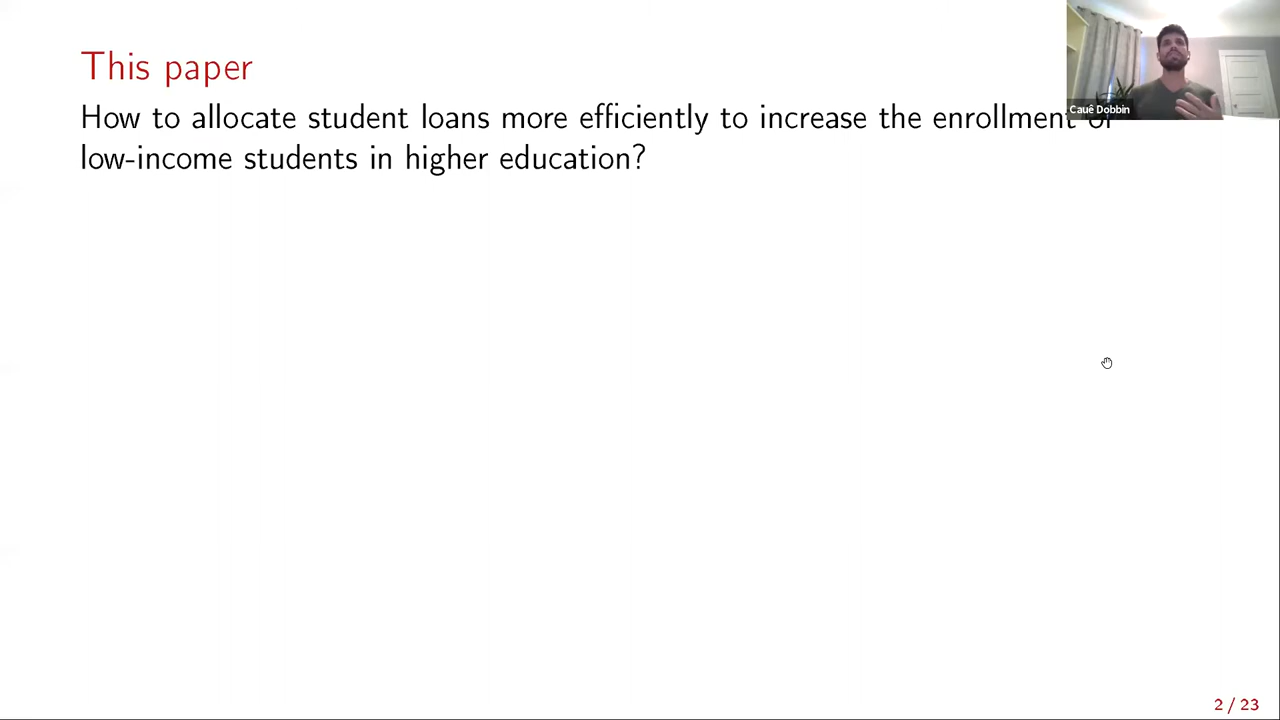 This paper
How to allocate student loans more efficiently to increase the enrollment of
low-income students in higher education?
Cauê Dobbin
2 / 23